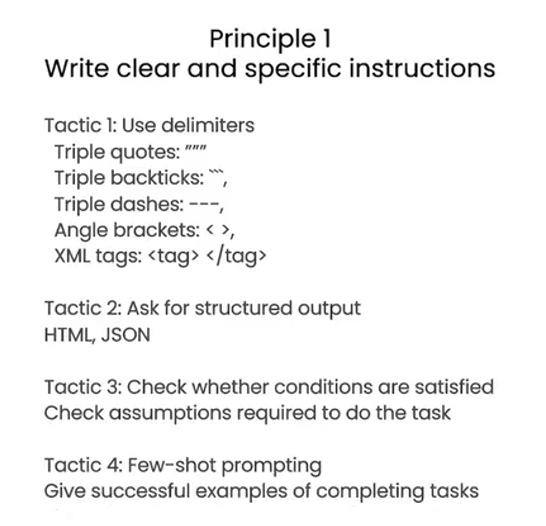 Principle 1
Write clear and specific instructions
Tactic 1: Use delimiters
Triple quotes: """
Triple backticks: ```,
Triple dashes: ---,
Angle brackets: < >,
XML tags: <tag> </tag>
Tactic 2: Ask for structured output
HTML, JSON
Tactic 3: Check whether conditions are satisfied
Check assumptions required to do the task
Tactic 4: Few-shot prompting
Give successful examples of completing tasks